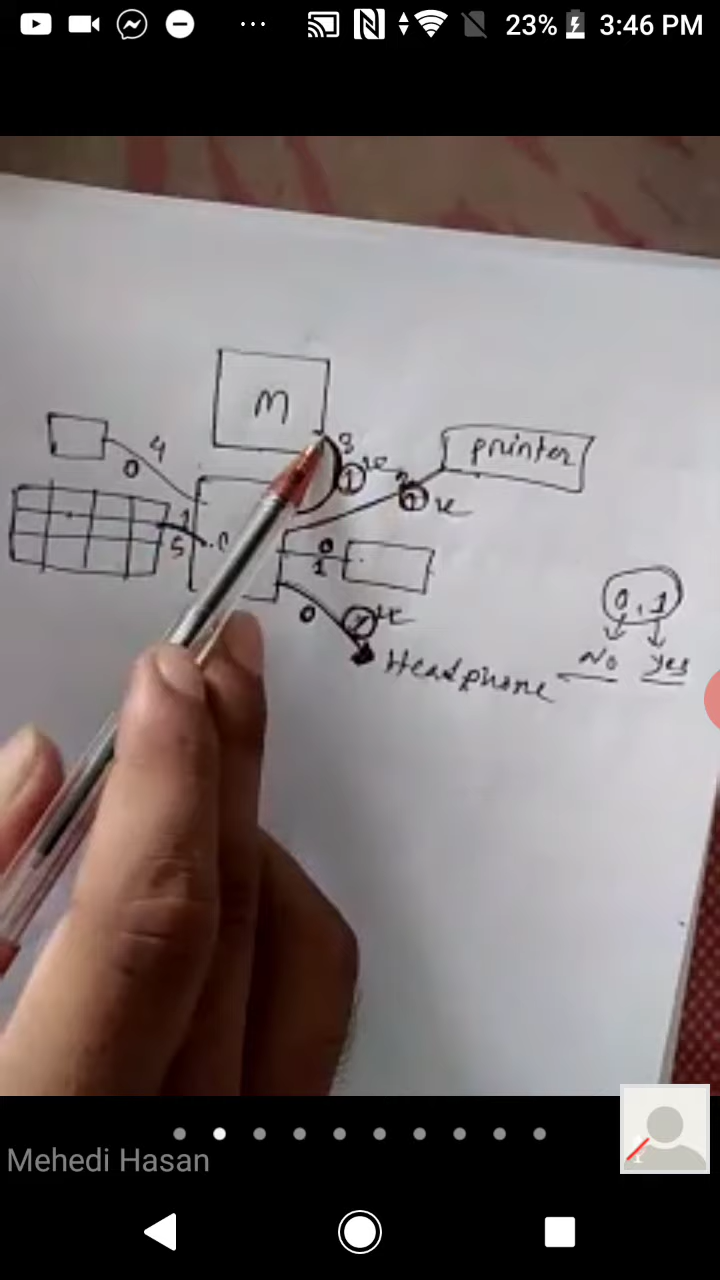 23% 3:46 PM
M
3
printer
4
0
1
1
5
0
1
0
0,1
No yes
Headphone
Mehedi Hasan